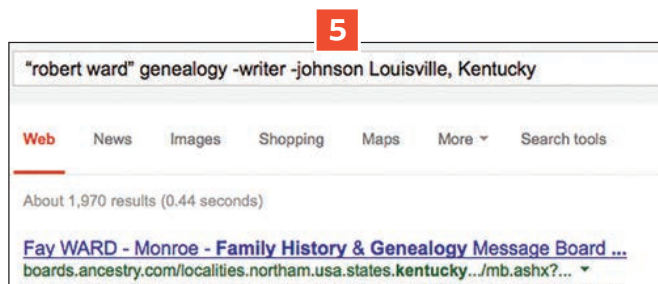 5
“robert ward” genealogy -writer -johnson Louisville, Kentucky
Web News Images Shopping Maps More Search tools
About 1,970 results (0.44 seconds)
Fay WARD - Monroe - Family History & Genealogy Message Board ...
boards.ancestry.com/localities.northam.usa.states.kentucky.../mb.ashx?...